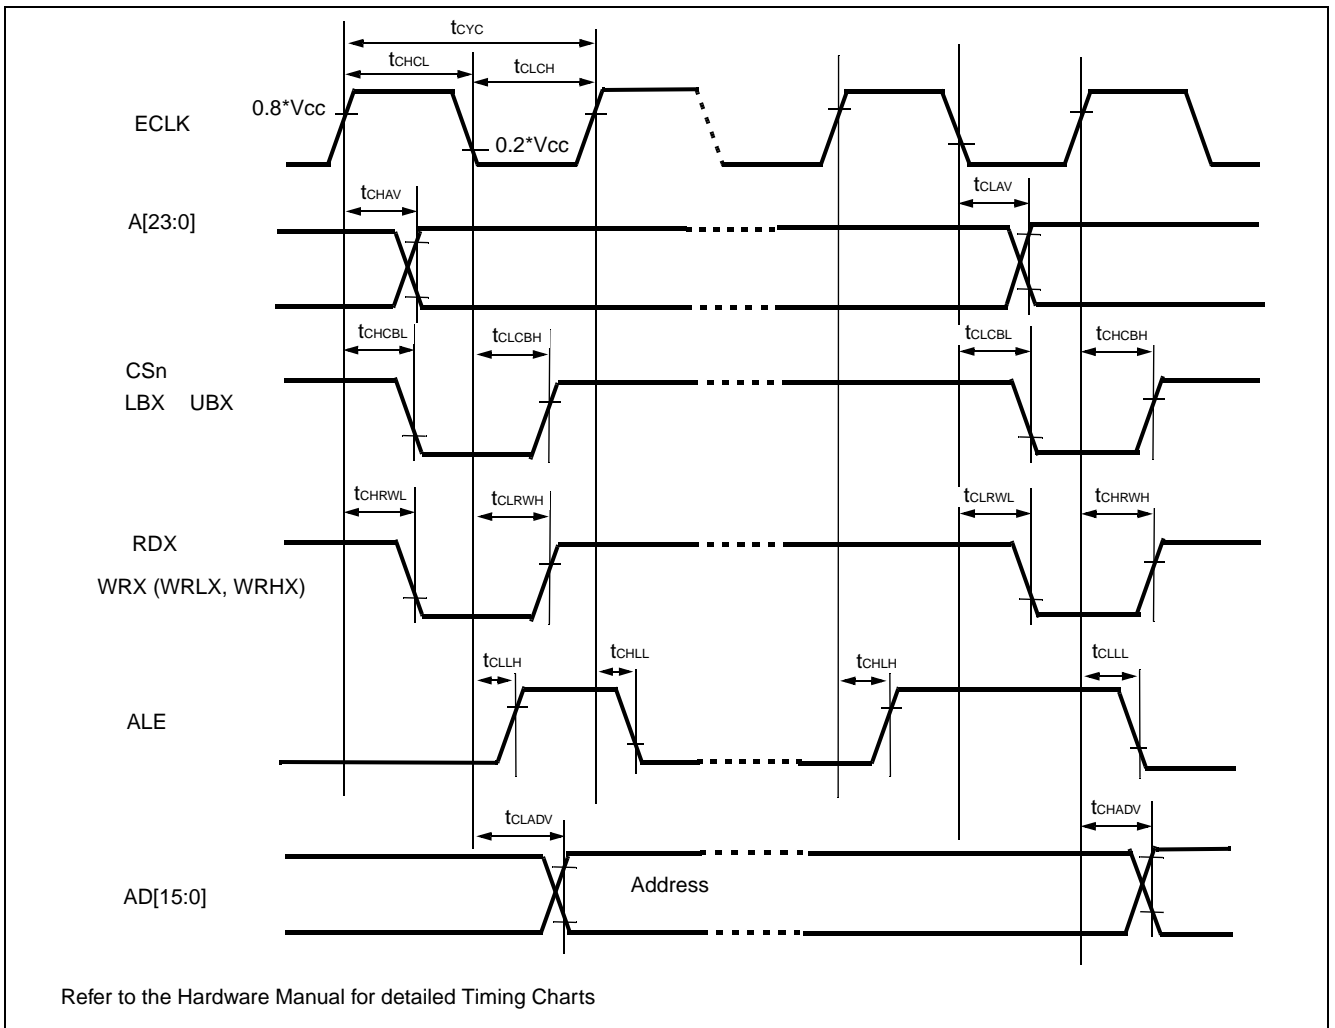 tCYC
tCHCL
tCLCH
0.8*Vcc
ECLK
0.2*Vcc
tCHAV
tCLAV
A[23:0]
tCHCBL
tCLCBH
tCLCBL
tCHCBH
CSn
LBX UBX
tCHRWL
tCLRWH
tCLRWL
tCHRWH
RDX
WRX (WRLX, WRHX)
tCLLH
tCHLL
tCHLH
tCLLL
ALE
tCLADV
tCHADV
Address
AD[15:0]
Refer to the Hardware Manual for detailed Timing Charts